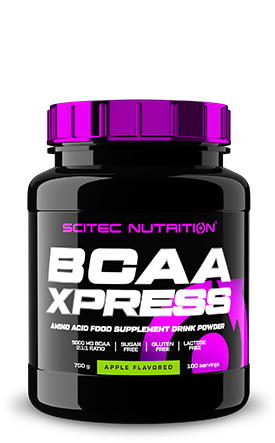 SCITEC NUTRITION®
BCAA
XPRESS
AMINO ACID FOOD SUPPLEMENT DRINK POWDER
5000 MG BCAA
2:1:1 RATIO
SUGAR
FREE
GLUTEN
FREE
LACTOSE
FREE
700 g
APPLE FLAVORED
100 servings